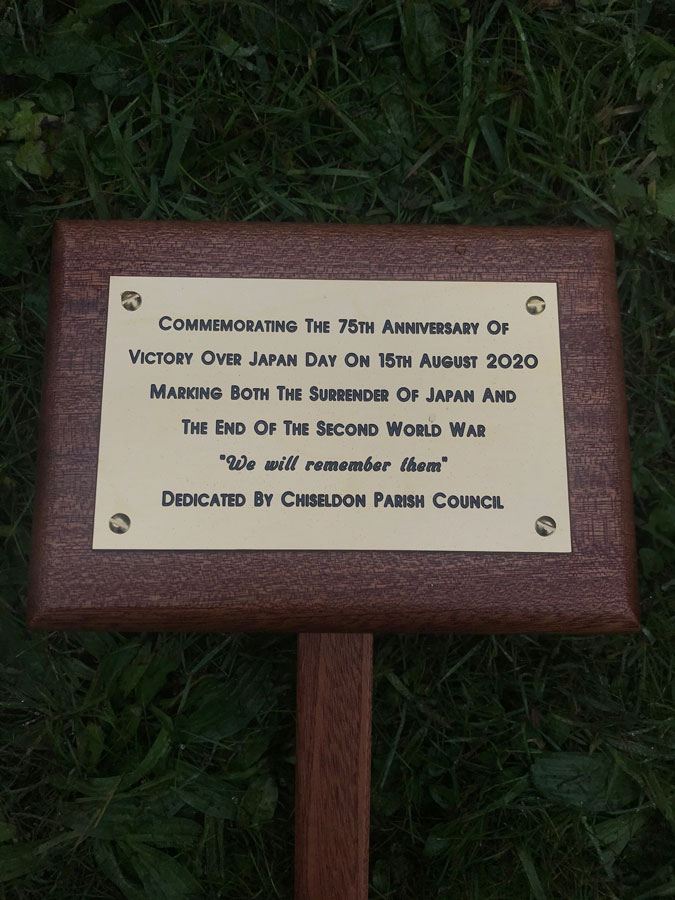 Commemorating The 75th Anniversary Of
Victory Over Japan Day On 15th August 2020
Marking Both The Surrender Of Japan And
The End Of The Second World War
"We will remember them"
Dedicated By Chiseldon Parish Council